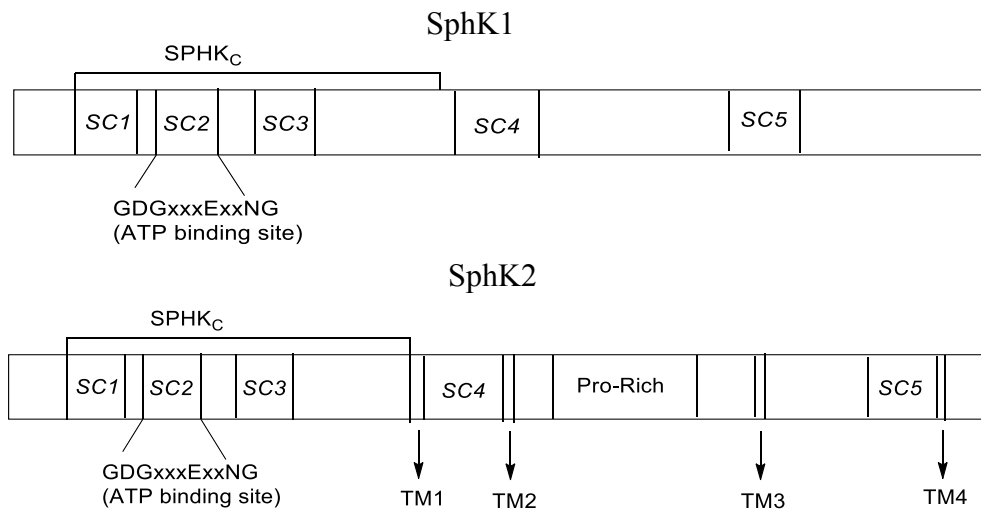 SphK1
SPHKC
SC1 SC2 SC3 SC4 SC5
GDGxxxExxNG
(ATP binding site)
SphK2
SPHKC
SC1 SC2 SC3 SC4 Pro-Rich SC5
GDGxxxExxNG
(ATP binding site)
TM1 TM2 TM3 TM4